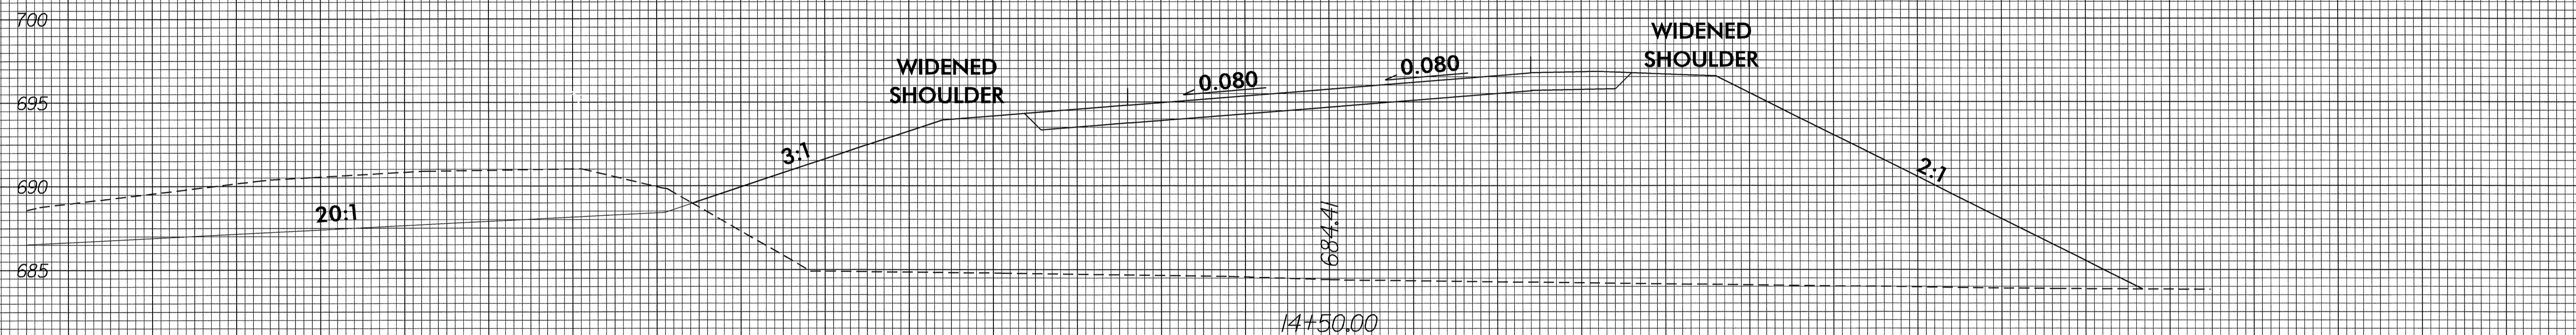 700
WIDENED
SHOULDER
WIDENED
SHOULDER
0.080
0.080
695
3:1
690
2:1
20:1
684.41
685
14+50.00